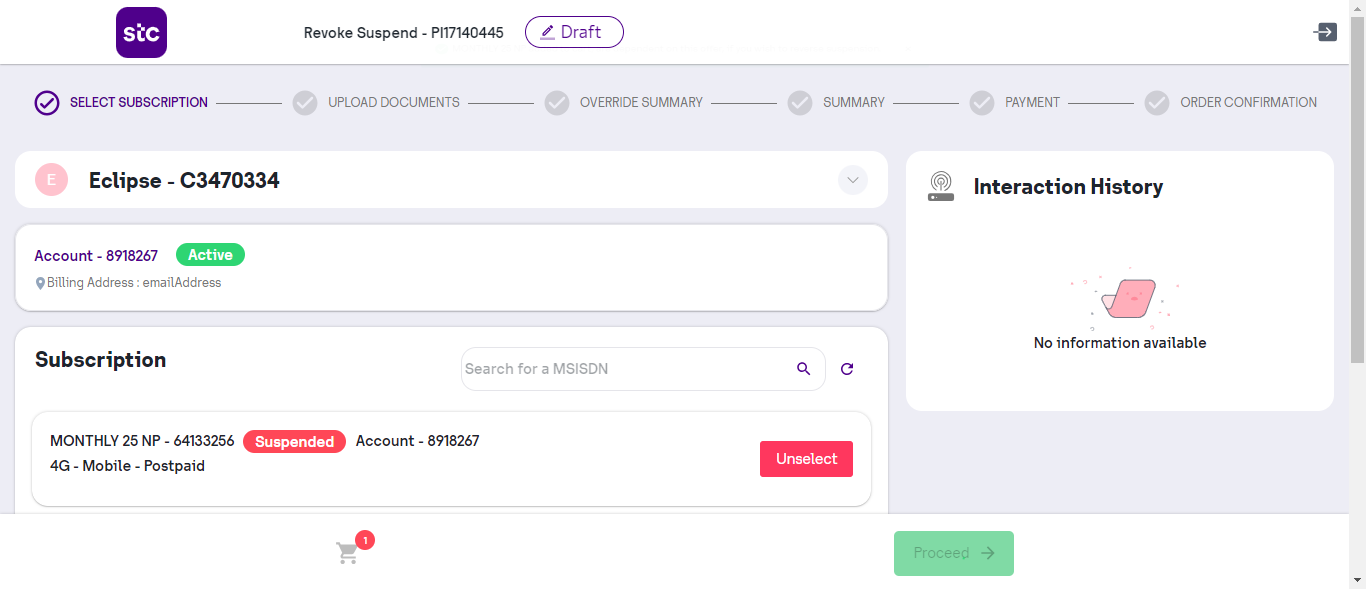 stc
Revoke Suspend - PI17140445
Draft
SELECT SUBSCRIPTION
UPLOAD DOCUMENTS
OVERRIDE SUMMARY
SUMMARY
PAYMENT
ORDER CONFIRMATION
E
Eclipse - C3470334
Account - 8918267
Active
Billing Address : emailAddress
Interaction History
No information available
Subscription
Search for a MSISDN
MONTHLY 25 NP - 64133256 Suspended Account - 8918267
4G - Mobile - Postpaid
Unselect
1
Proceed